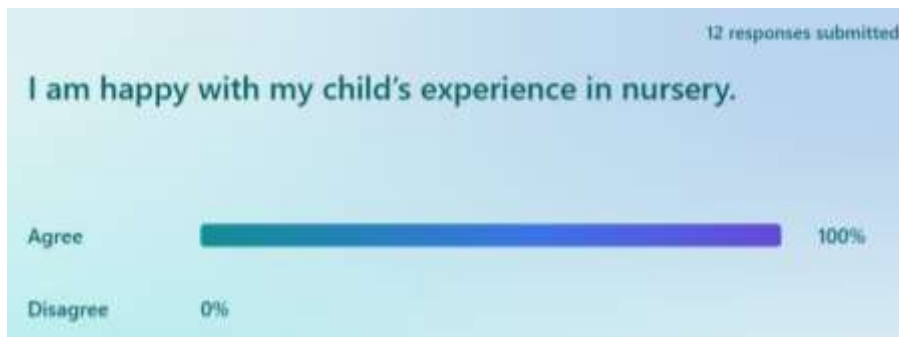 12 responses submitted
I am happy with my child's experience in nursery.
Agree 100%
Disagree 0%